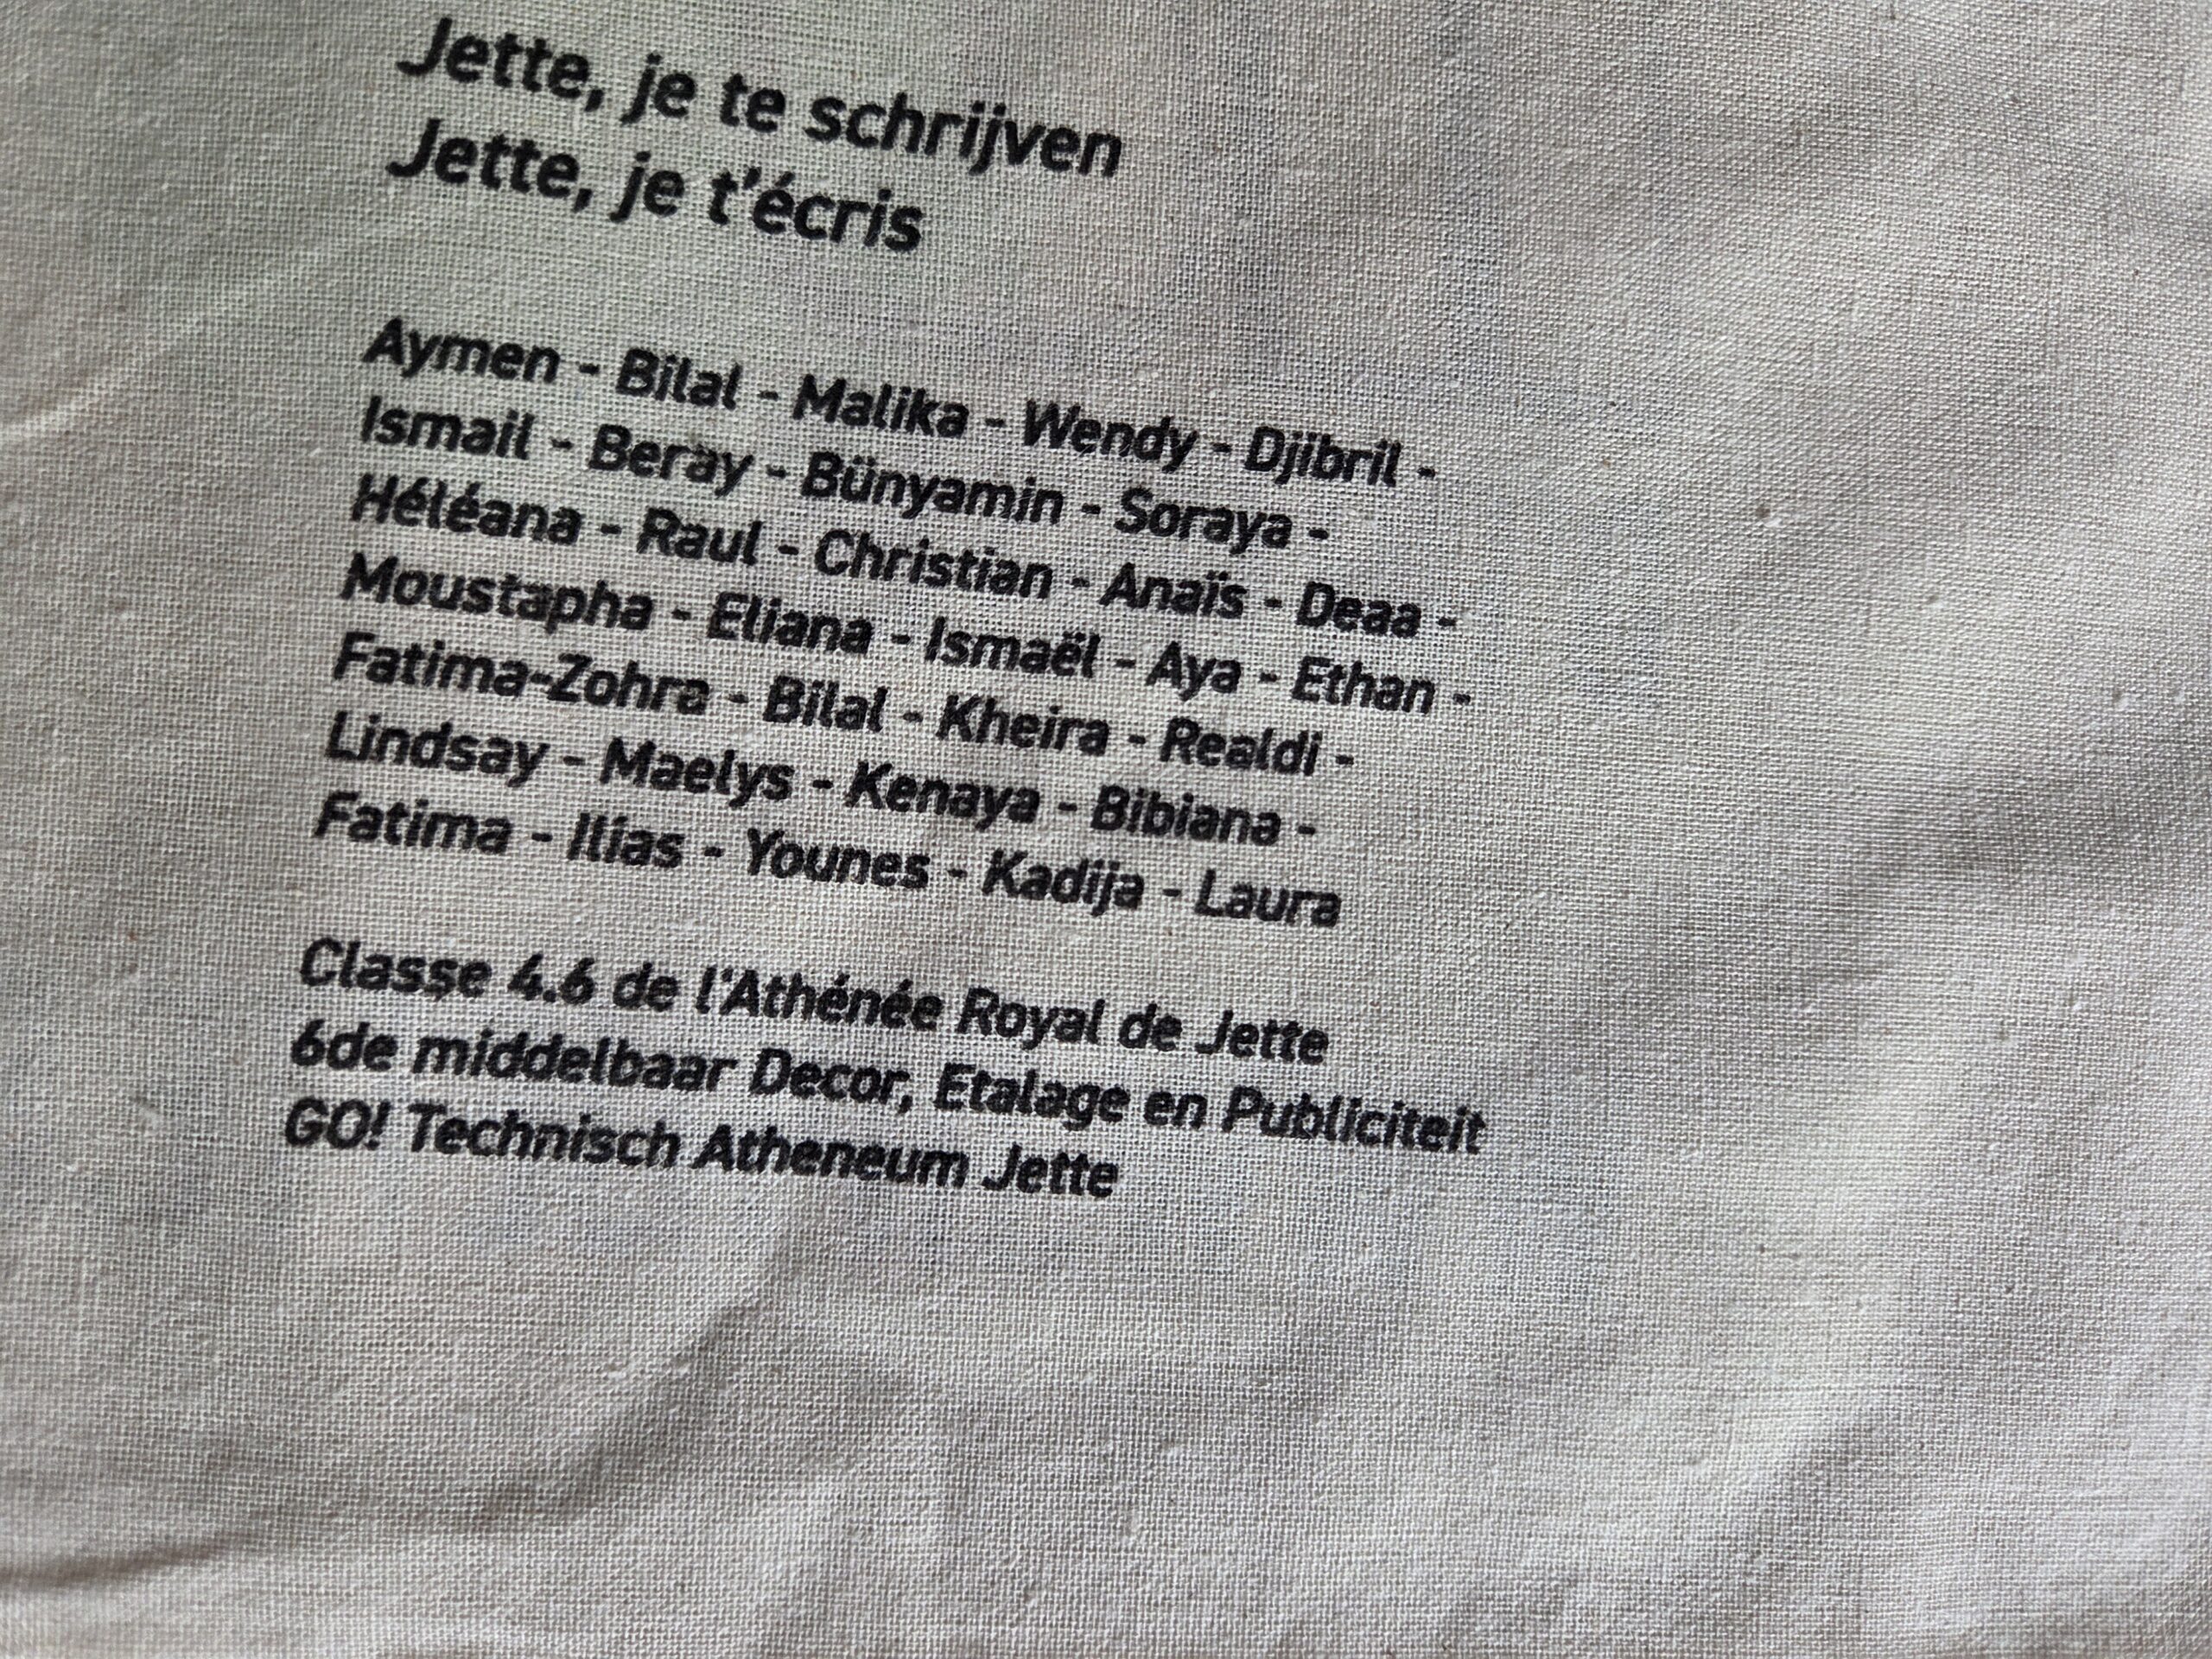 Jette, je te schrijven
Jette, je t'écris
Aymen - Bilal - Malika - Wendy - Djibril -
Ismail - Beray - Bünyamin - Soraya -
Héléana - Raul - Christian - Anaïs - Deaa -
Moustapha - Eliana - Ismaël - Aya - Ethan -
Fatima-Zohra - Bilal - Kheira - Realdi -
Lindsay - Maelys - Kenaya - Bibiana -
Fatima - Ilias - Younes - Kadija - Laura
Classe 4.6 de l'Athénée Royal de Jette
6de middelbaar Decor, Etalage en Publiciteit
GO! Technisch Atheneum Jette